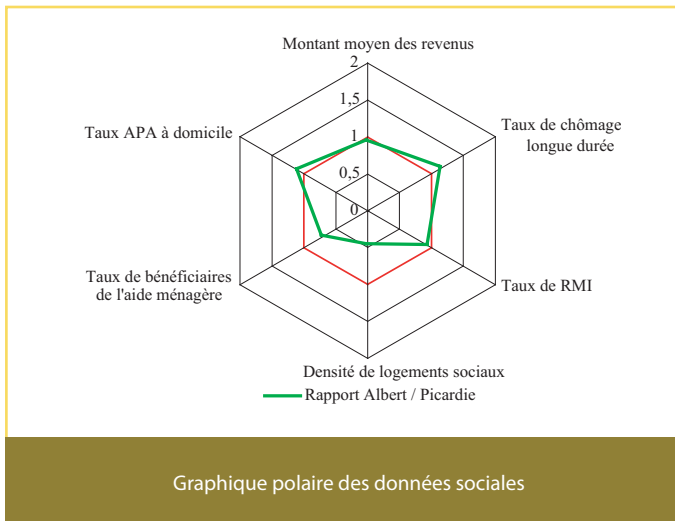 Montant moyen des revenus
2
1,5
1
0,5
0
Taux APA à domicile
Taux de chômage
longue durée
Taux de bénéficiaires
de l'aide ménagère
Taux de RMI
Densité de logements sociaux
Rapport Albert / Picardie
Graphique polaire des données sociales